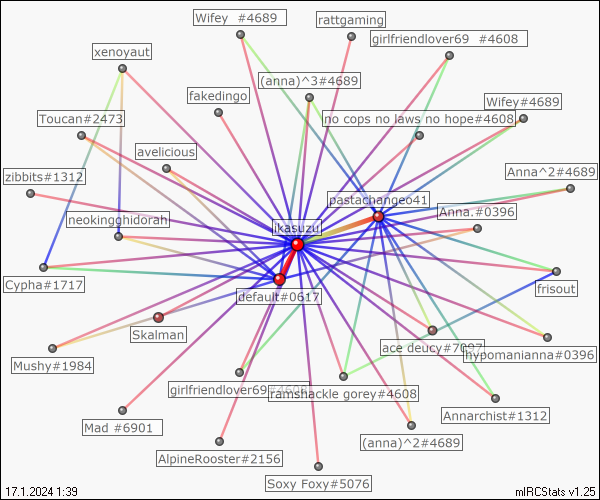 Wifey  #4689
rattgaming
girlfriendlover69  #4608
xenoyaut
(anna)^3#4689
fakedingo
Wifey#4689
Toucan#2473
no cops no laws no hope#4608
avelicious
zibbits#1312
Anna^2#4689
pastachange041
Anna.#0396
neokingghidorah
ikasuzu
Cypha#1717
frisout
default#0617
Skalman
ace deucy#7097
hypomanianna#0396
Mushy#1984
girlfriendlover69#4608
ramshackle gorey#4608
Annarchist#1312
Mad #6901
(anna)^2#4689
AlpineRooster#2156
Soxy Foxy#5076
17.1.2024 1:39
mIRCStats v1.25